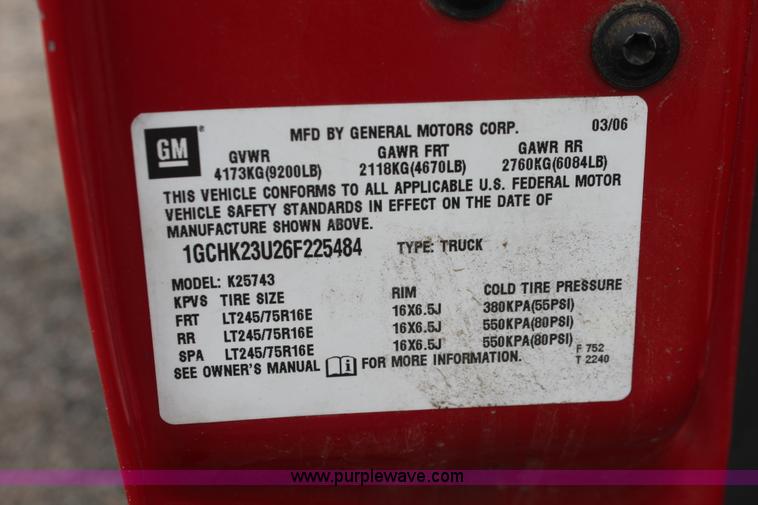 GM
MFD BY GENERAL MOTORS CORP. 03/06
GVWR GAWR FRT GAWR RR
4173KG(9200LB) 2118KG(4670LB) 2760KG(6084LB)
THIS VEHICLE CONFORMS TO ALL APPLICABLE U.S. FEDERAL MOTOR
VEHICLE SAFETY STANDARDS IN EFFECT ON THE DATE OF
MANUFACTURE SHOWN ABOVE.
1GCHK23U26F225484 TYPE: TRUCK
MODEL: K25743
KPVS TIRE SIZE RIM COLD TIRE PRESSURE
FRT LT245/75R16E 16X6.5J 380KPA(55PSI)
RR LT245/75R16E 16X6.5J 550KPA(80PSI)
SPA LT245/75R16E 16X6.5J 550KPA(80PSI)
SEE OWNER'S MANUAL FOR MORE INFORMATION.
F 752
T 2240
www.purplewave.com